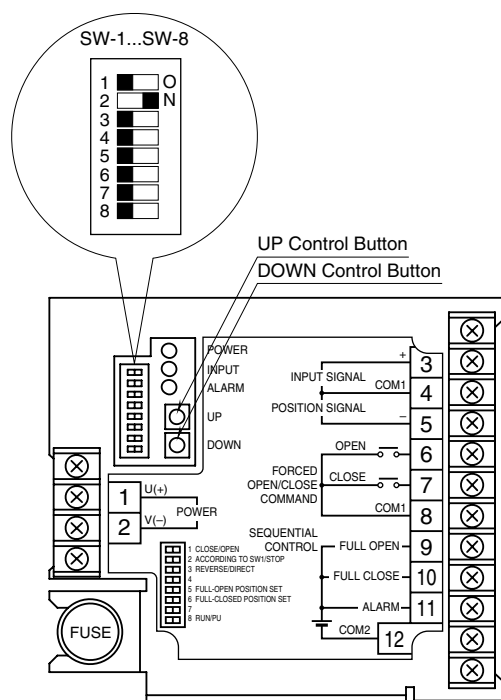 SW-1...SW-8
1 O
2 N
3
4
5
6
7
8
UP Control Button
DOWN Control Button
POWER
INPUT
ALARM
UP
DOWN
+ 3
INPUT SIGNAL
COM1 4
POSITION SIGNAL
– 5
OPEN 6
FORCED
OPEN/CLOSE
COMMAND
CLOSE 7
COM1 8
1 U(+)
POWER
2 V(–)
SEQUENTIAL
CONTROL
FULL OPEN 9
FULL CLOSE 10
ALARM 11
COM2 12
1 CLOSE/OPEN
2 ACCORDING TO SW1/STOP
3 REVERSE/DIRECT
4
5 FULL-OPEN POSITION SET
6 FULL-CLOSED POSITION SET
7
8 RUN/PU
FUSE